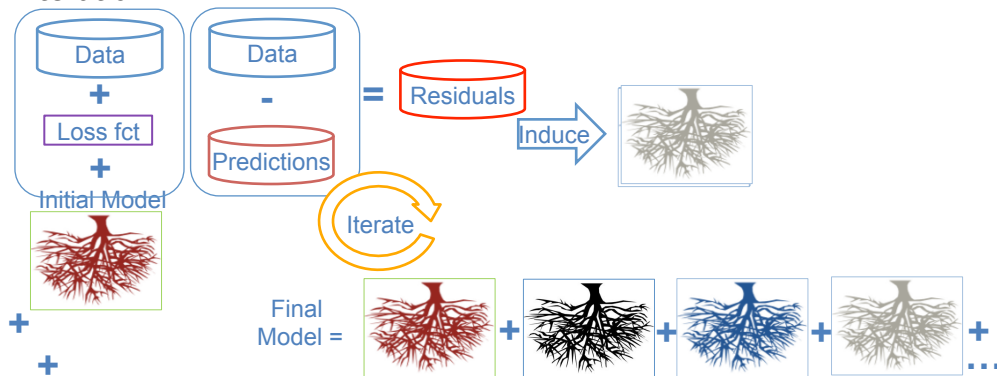 Data
+
Loss fct
+
Initial Model
Data
-
Predictions
=
Residuals
Induce
Iterate
+
+
Final
Model =
+
+
+
+
...